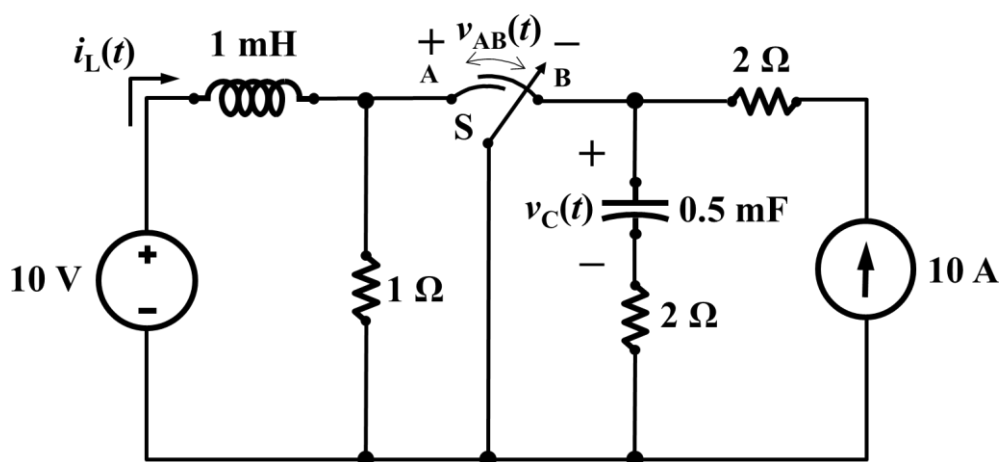 i_L(t)
1 mH
+ v_AB(t) −
A
B
S
2 Ω
+
v_C(t)
−
0.5 mF
10 V
+
−
1 Ω
2 Ω
10 A